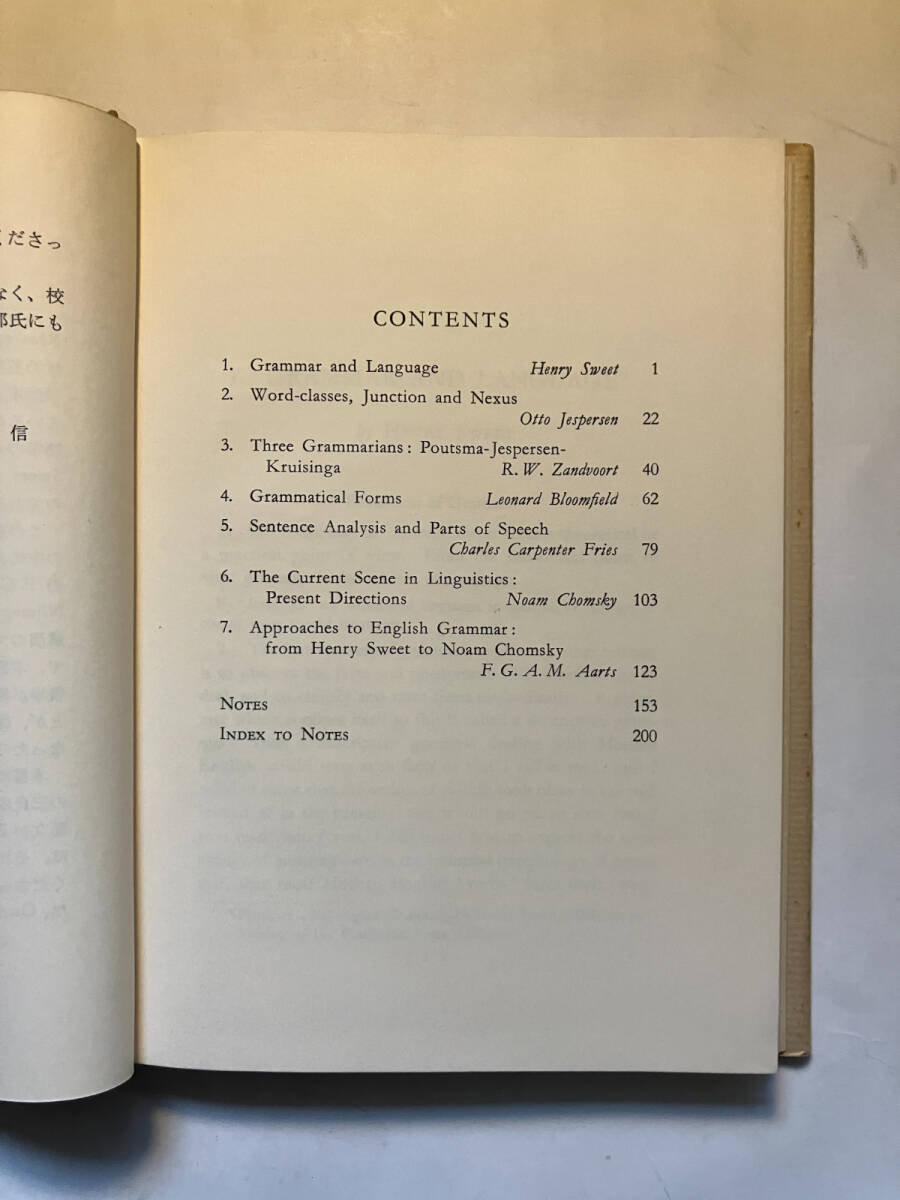 くださっ
なく、校
郎氏にも
信
CONTENTS
1. Grammar and Language Henry Sweet 1
2. Word-classes, Junction and Nexus
Otto Jespersen 22
3. Three Grammarians: Poutsma-Jespersen-
Kruisinga R. W. Zandvoort 40
4. Grammatical Forms Leonard Bloomfield 62
5. Sentence Analysis and Parts of Speech
Charles Carpenter Fries 79
6. The Current Scene in Linguistics:
Present Directions Noam Chomsky 103
7. Approaches to English Grammar:
from Henry Sweet to Noam Chomsky
F. G. A. M. Aarts 123
NOTES 153
INDEX TO NOTES 200